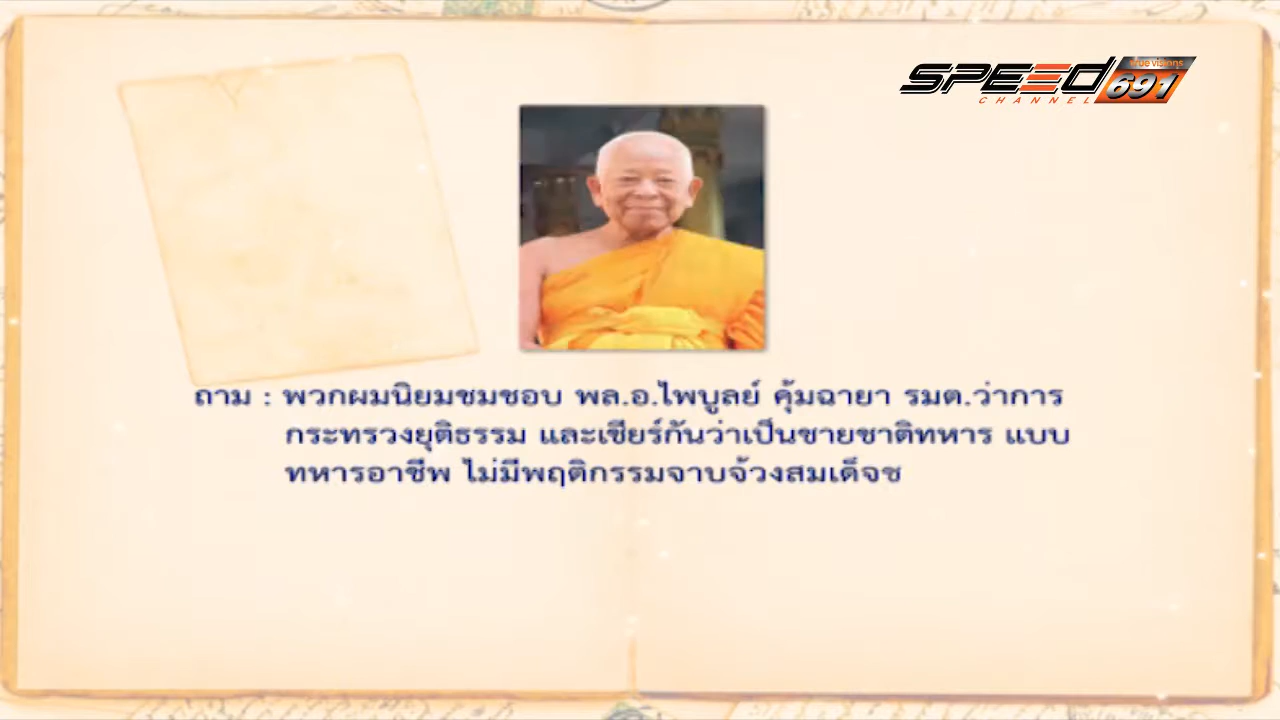 SPEED
true visions
691
CHANNEL
ถาม : พวกผมนิยมชมชอบ พล.อ.ไพบูลย์ คุ้มฉายา รมต.ว่าการ
กระทรวงยุติธรรม และเชียร์กันว่าเป็นชายชาติทหาร แบบ
ทหารอาชีพ ไม่มีพฤติกรรมจาบจ้วงสมเด็จช